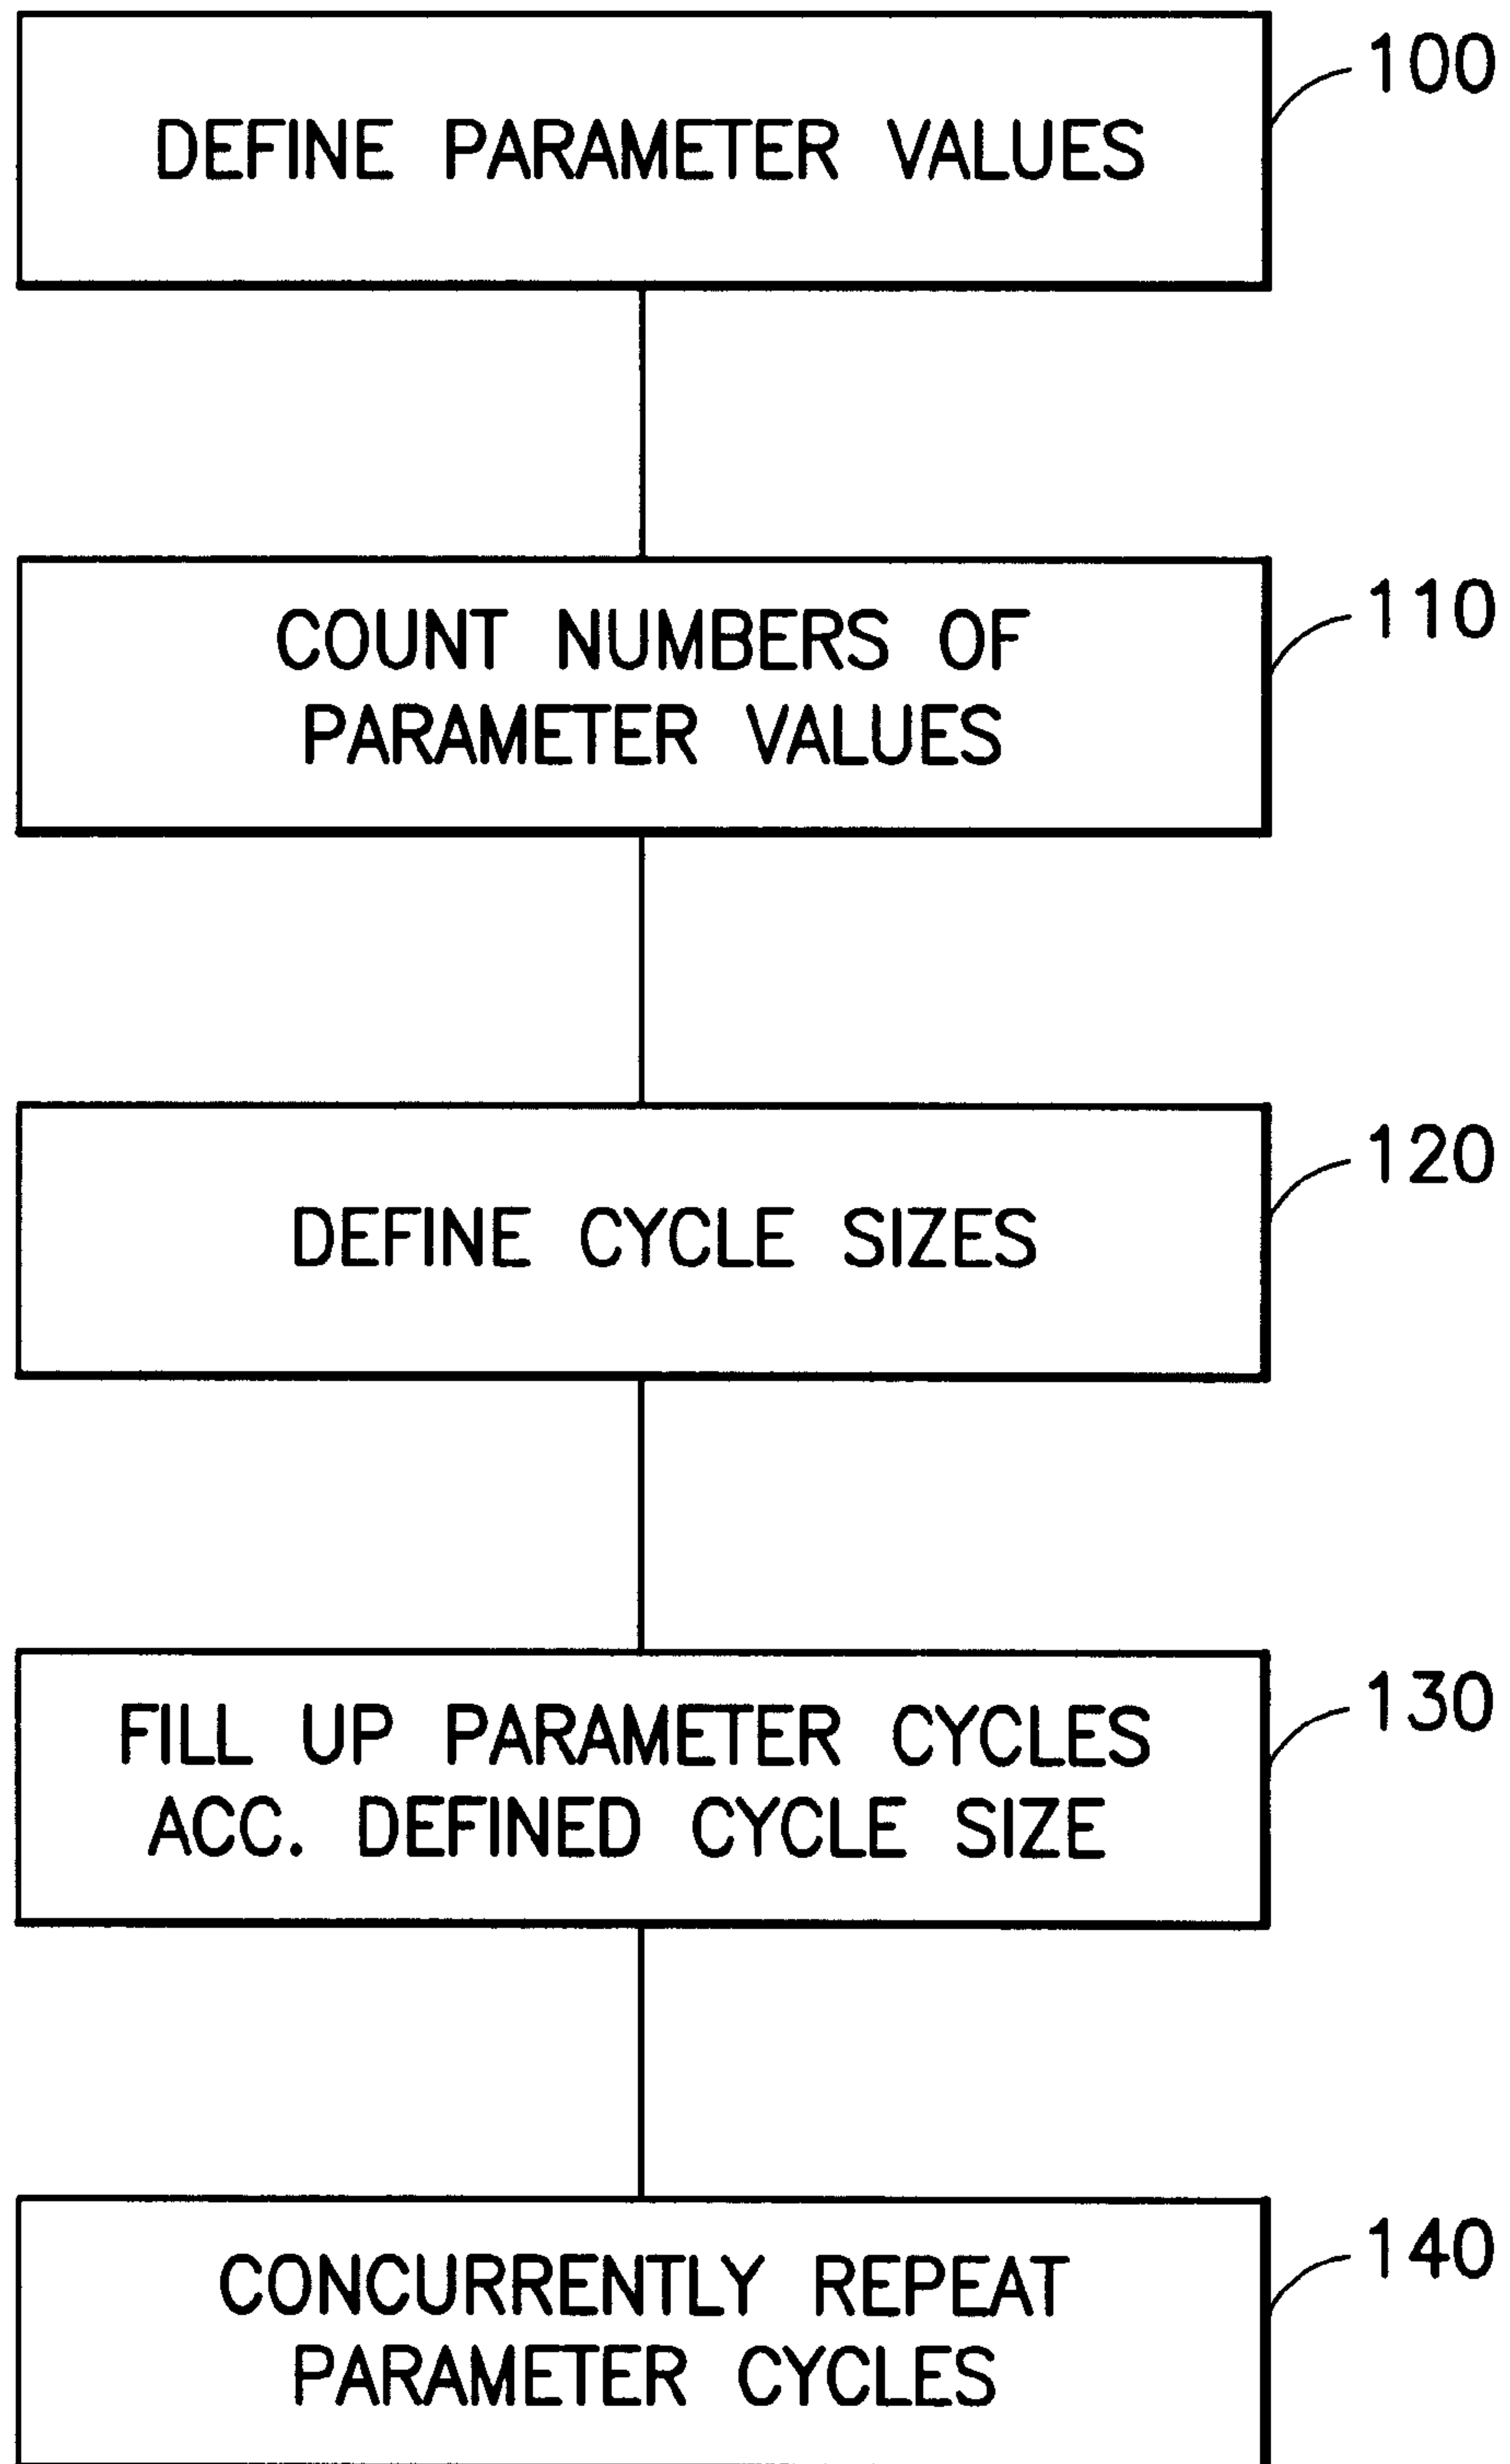 100
DEFINE PARAMETER VALUES
110
COUNT NUMBERS OF
PARAMETER VALUES
120
DEFINE CYCLE SIZES
130
FILL UP PARAMETER CYCLES
ACC. DEFINED CYCLE SIZE
140
CONCURRENTLY REPEAT
PARAMETER CYCLES